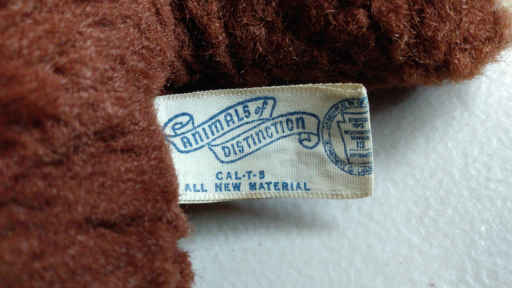 ANIMALS of
DISTINCTION
CAL-T-5
ALL NEW MATERIAL